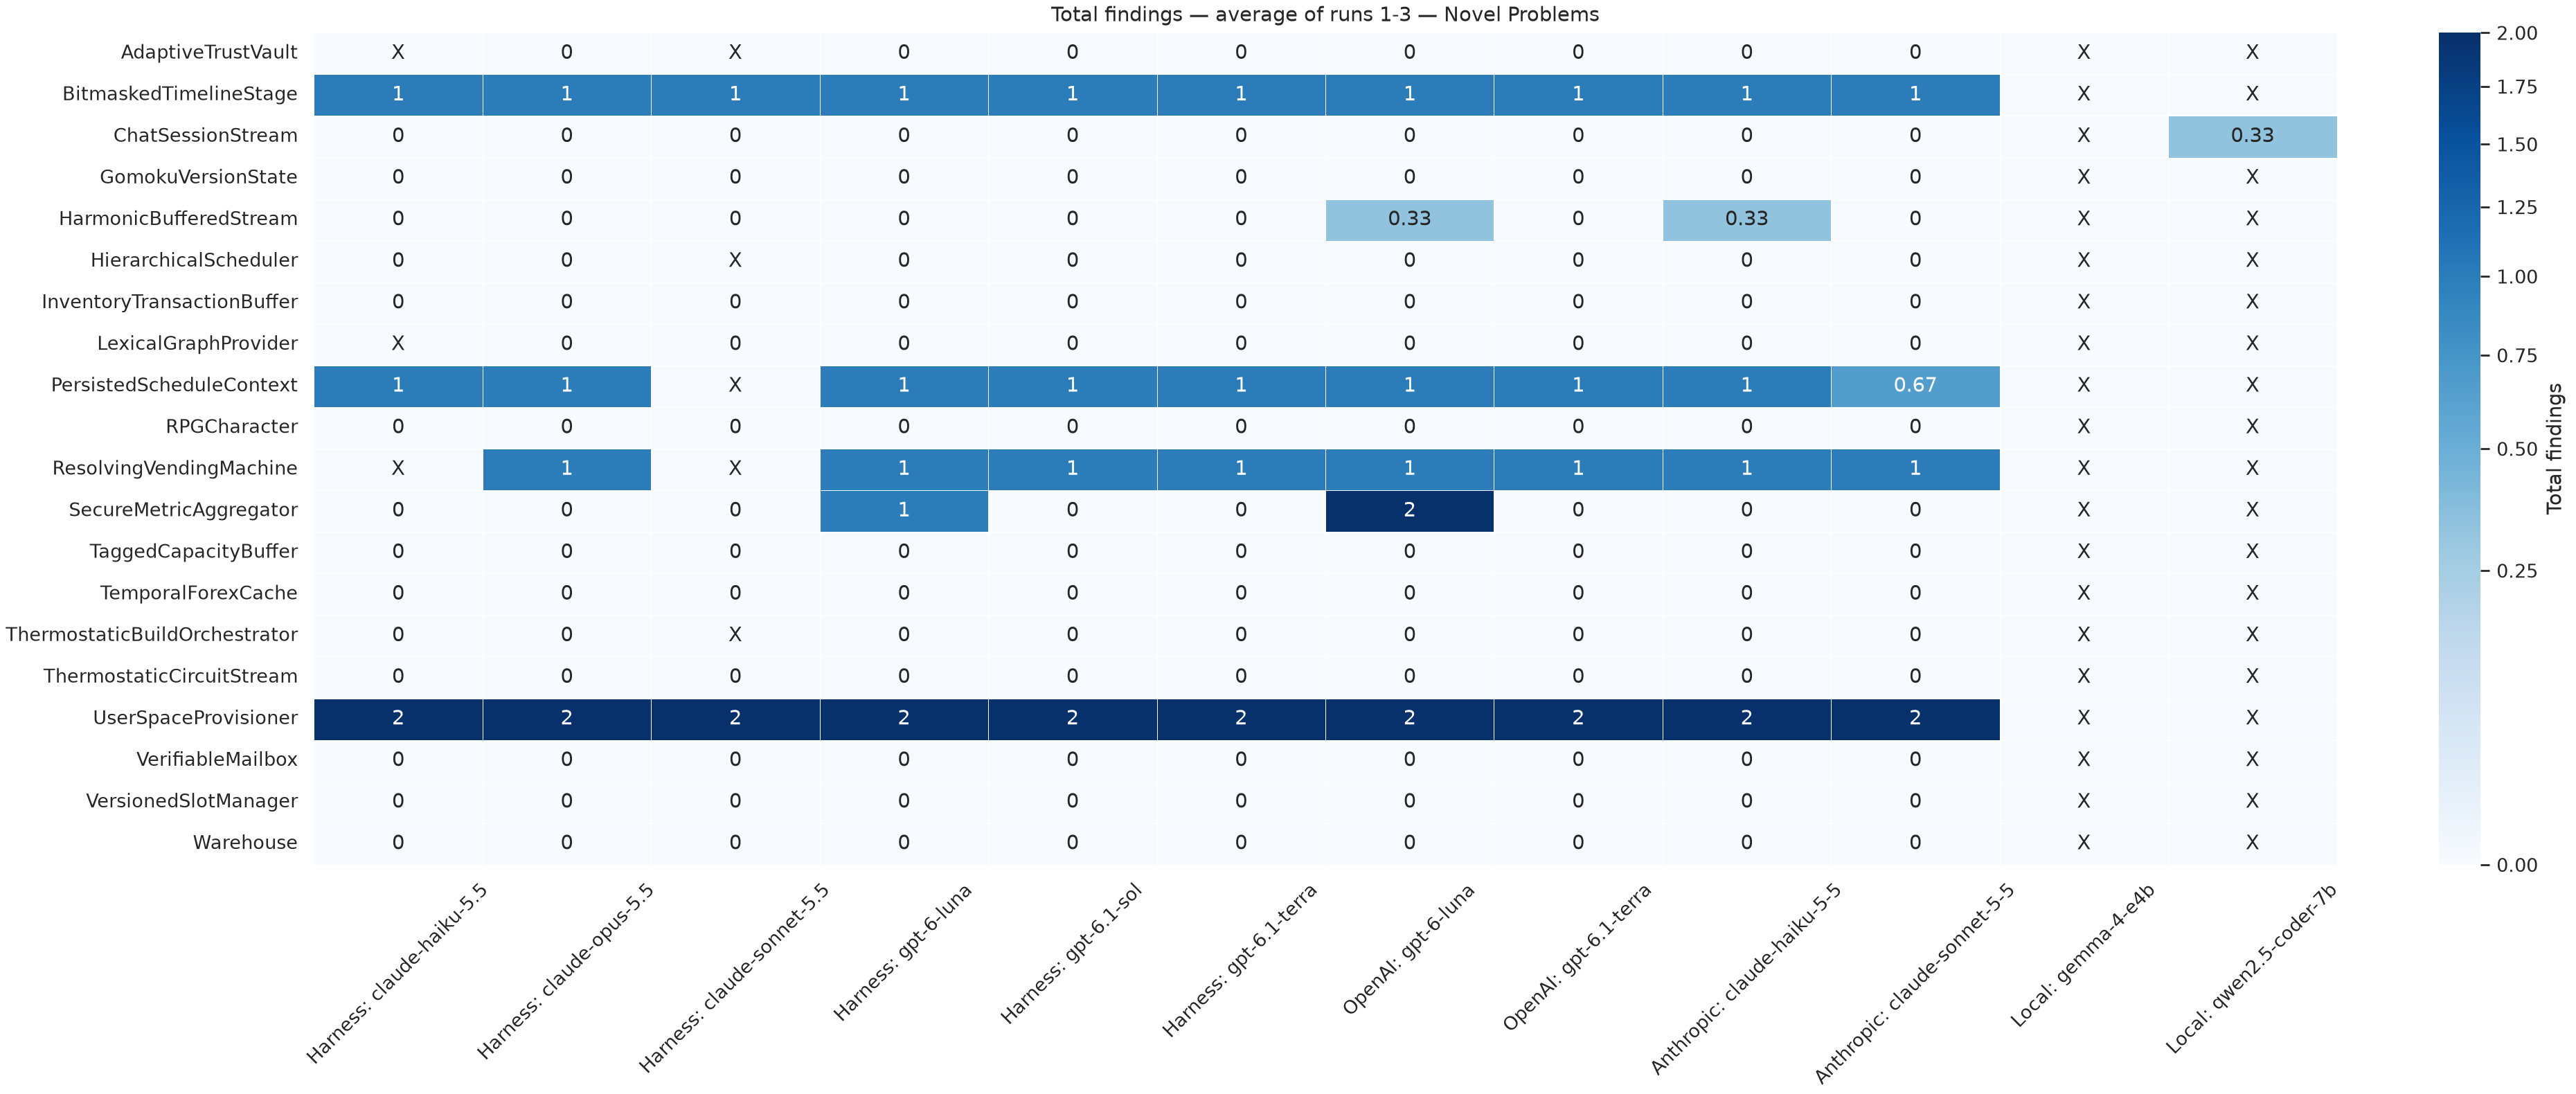 Total findings — average of runs 1-3 — Novel Problems
AdaptiveTrustVault X 0 X 0 0 0 0 0 0 0 X X
BitmaskedTimelineStage 1 1 1 1 1 1 1 1 1 1 X X
ChatSessionStream 0 0 0 0 0 0 0 0 0 0 X 0.33
GomokuVersionState 0 0 0 0 0 0 0 0 0 0 X X
HarmonicBufferedStream 0 0 0 0 0 0 0.33 0 0.33 0 X X
HierarchicalScheduler 0 0 X 0 0 0 0 0 0 0 X X
InventoryTransactionBuffer 0 0 0 0 0 0 0 0 0 0 X X
LexicalGraphProvider X 0 0 0 0 0 0 0 0 0 X X
PersistedScheduleContext 1 1 X 1 1 1 1 1 1 0.67 X X
RPGCharacter 0 0 0 0 0 0 0 0 0 0 X X
ResolvingVendingMachine X 1 X 1 1 1 1 1 1 1 X X
SecureMetricAggregator 0 0 0 1 0 0 2 0 0 0 X X
TaggedCapacityBuffer 0 0 0 0 0 0 0 0 0 0 X X
TemporalForexCache 0 0 0 0 0 0 0 0 0 0 X X
ThermostaticBuildOrchestrator 0 0 X 0 0 0 0 0 0 0 X X
ThermostaticCircuitStream 0 0 0 0 0 0 0 0 0 0 X X
UserSpaceProvisioner 2 2 2 2 2 2 2 2 2 2 X X
VerifiableMailbox 0 0 0 0 0 0 0 0 0 0 X X
VersionedSlotManager 0 0 0 0 0 0 0 0 0 0 X X
Warehouse 0 0 0 0 0 0 0 0 0 0 X X
Harness: claude-haiku-5.5
Harness: claude-opus-5.5
Harness: claude-sonnet-5.5
Harness: gpt-6-luna
Harness: gpt-6.1-sol
Harness: gpt-6.1-terra
OpenAI: gpt-6-luna
OpenAI: gpt-6.1-terra
Anthropic: claude-haiku-5-5
Anthropic: claude-sonnet-5-5
Local: gemma-4-e4b
Local: qwen2.5-coder-7b
2.00
1.75
1.50
1.25
1.00
0.75
0.50
0.25
0.00
Total findings